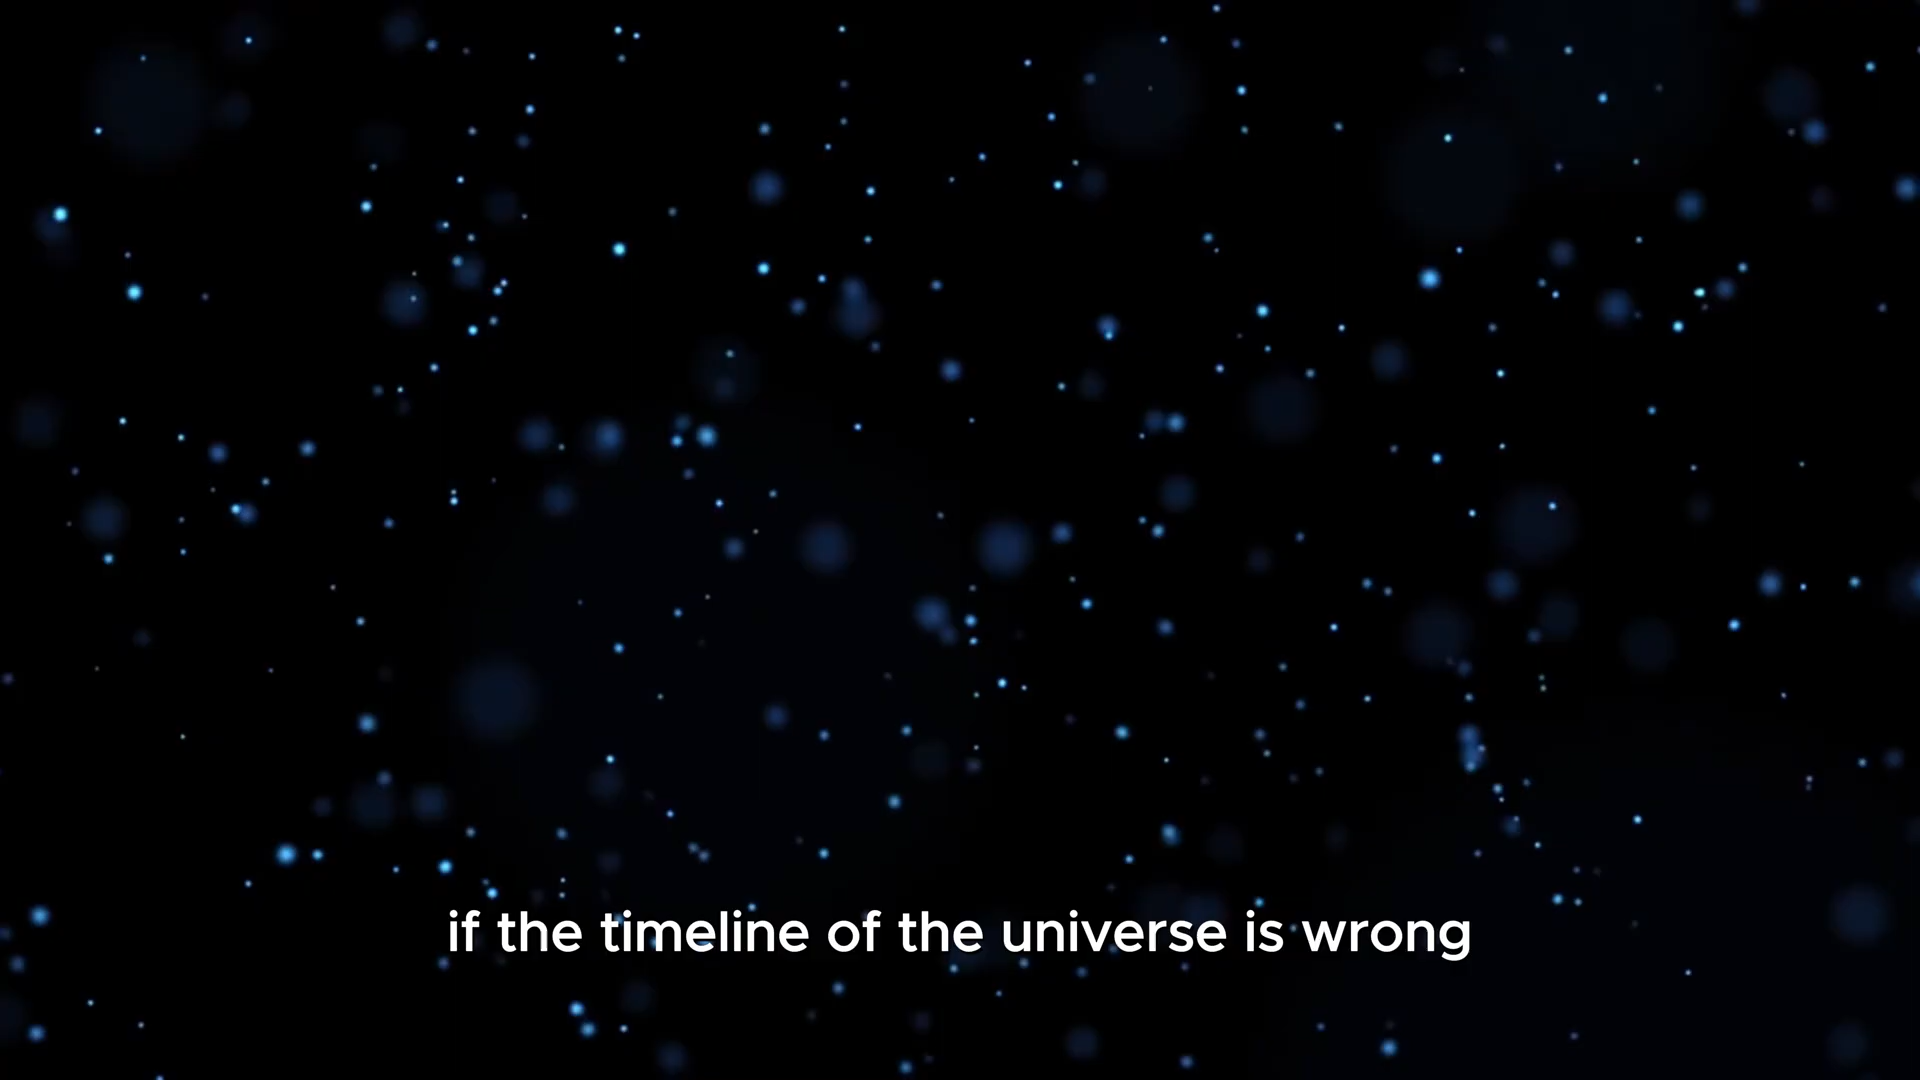 if the timeline of the universe is wrong